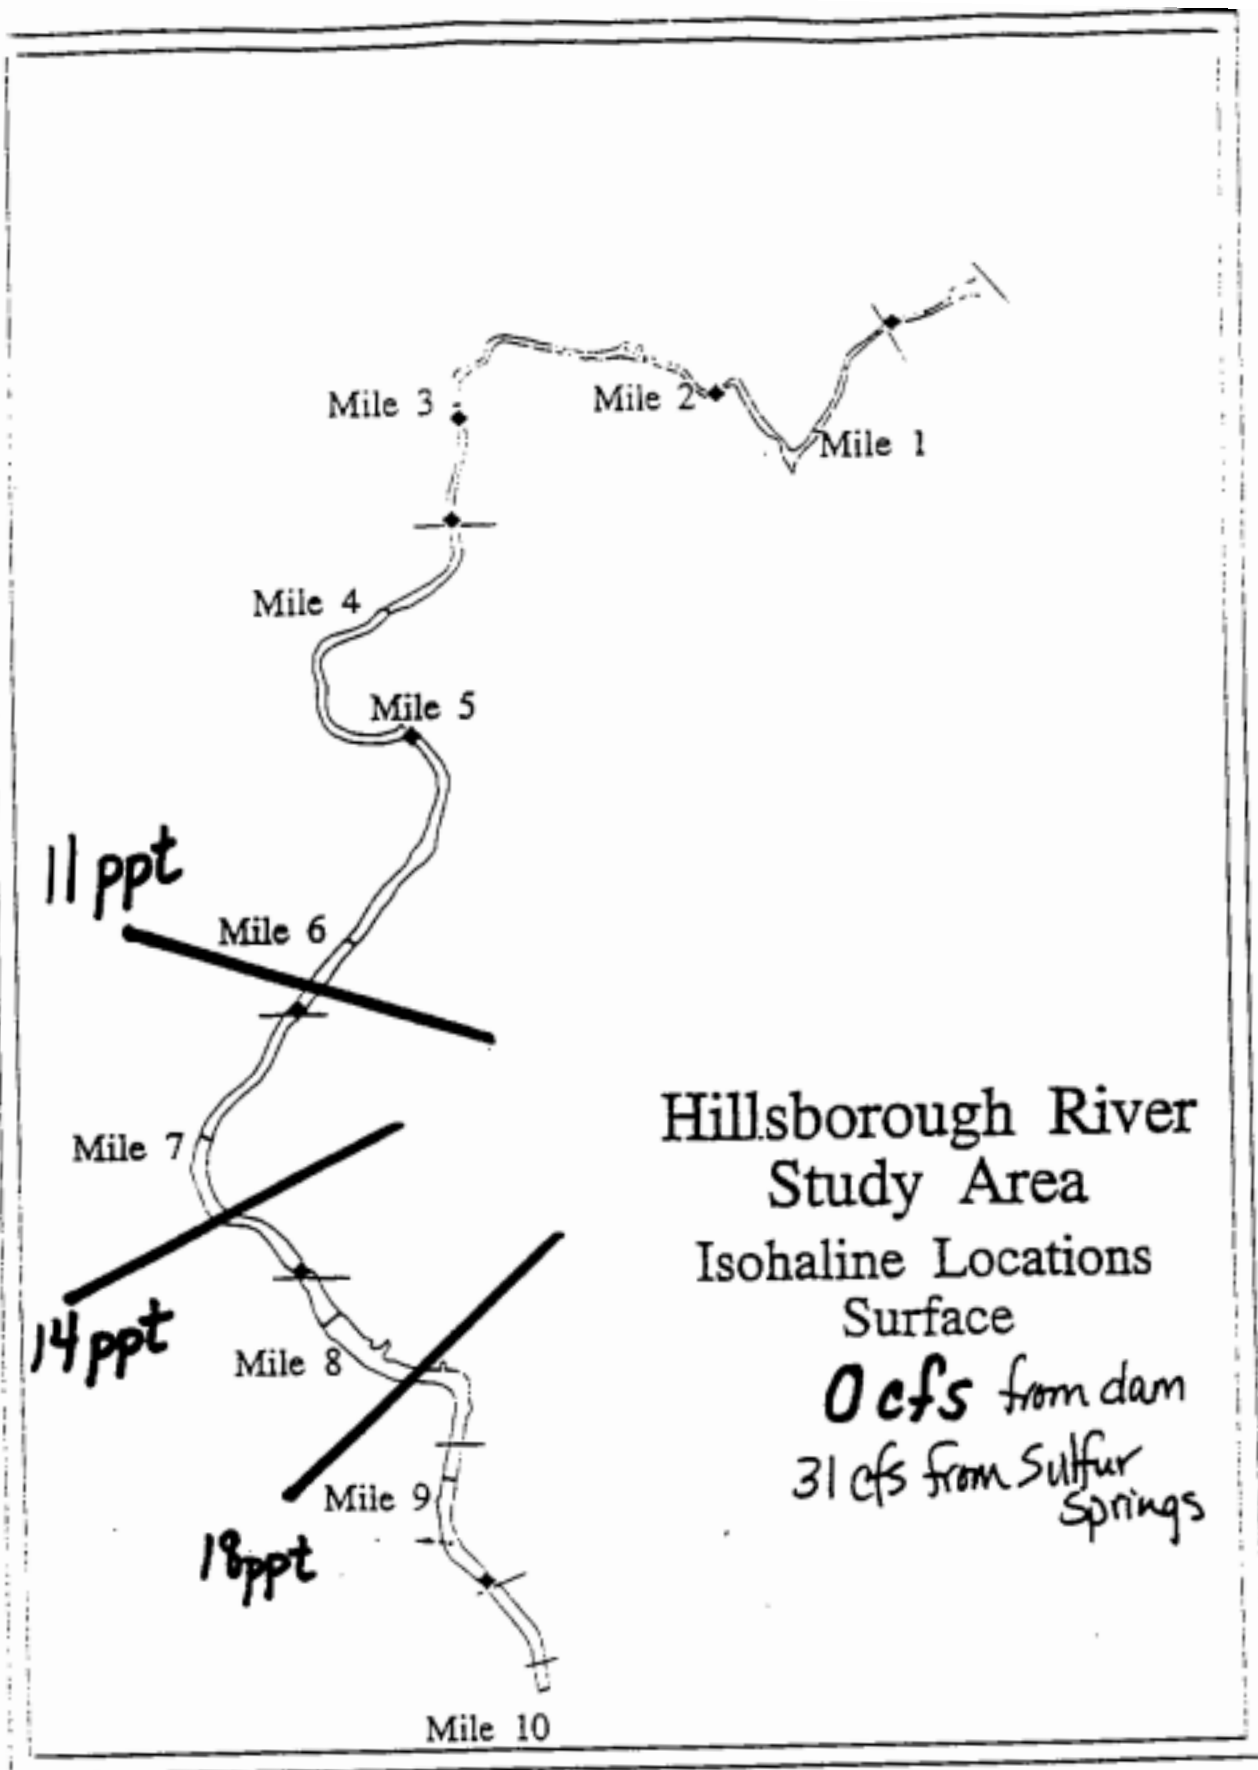 Mile 3
Mile 2
Mile 1
Mile 4
Mile 5
11 ppt
Mile 6
Mile 7
14 ppt
Mile 8
Mile 9
18ppt
Mile 10
Hillsborough River
Study Area
Isohaline Locations
Surface
0 cfs from dam
31 cfs from Sulfur
Springs